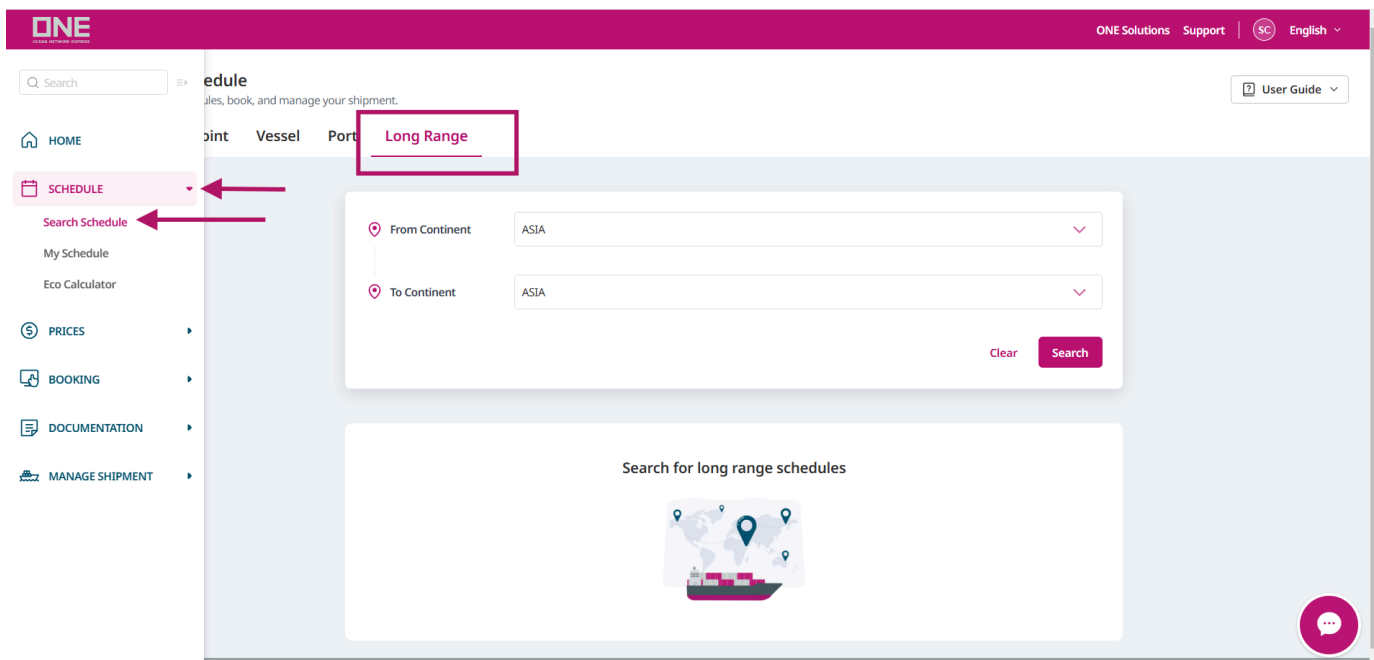 ONE
OCEAN NETWORK EXPRESS
ONE Solutions Support SC English
Search
HOME
SCHEDULE
Search Schedule
My Schedule
Eco Calculator
PRICES
BOOKING
DOCUMENTATION
MANAGE SHIPMENT
edule
ules, book, and manage your shipment.
User Guide
oint Vessel Port Long Range
From Continent ASIA
To Continent ASIA
Clear Search
Search for long range schedules